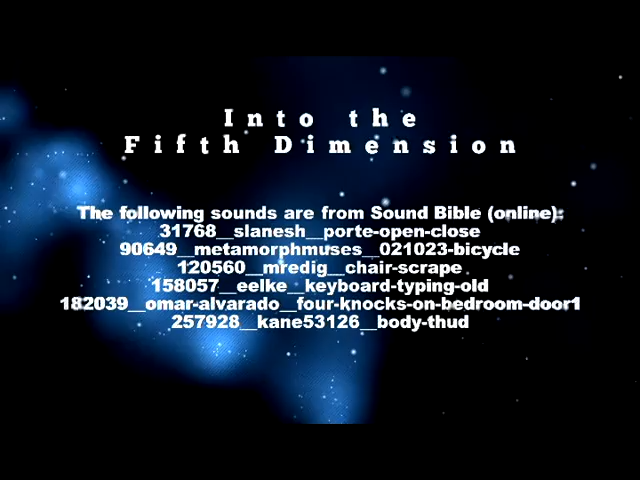 Into the
Fifth Dimension
The following sounds are from Sound Bible (online):
31768__slanesh__porte-open-close
90649__metamorphmuses__021023-bicycle
120560__mredig__chair-scrape
158057__eelke__keyboard-typing-old
182039__omar-alvarado__four-knocks-on-bedroom-door1
257928__kane53126__body-thud